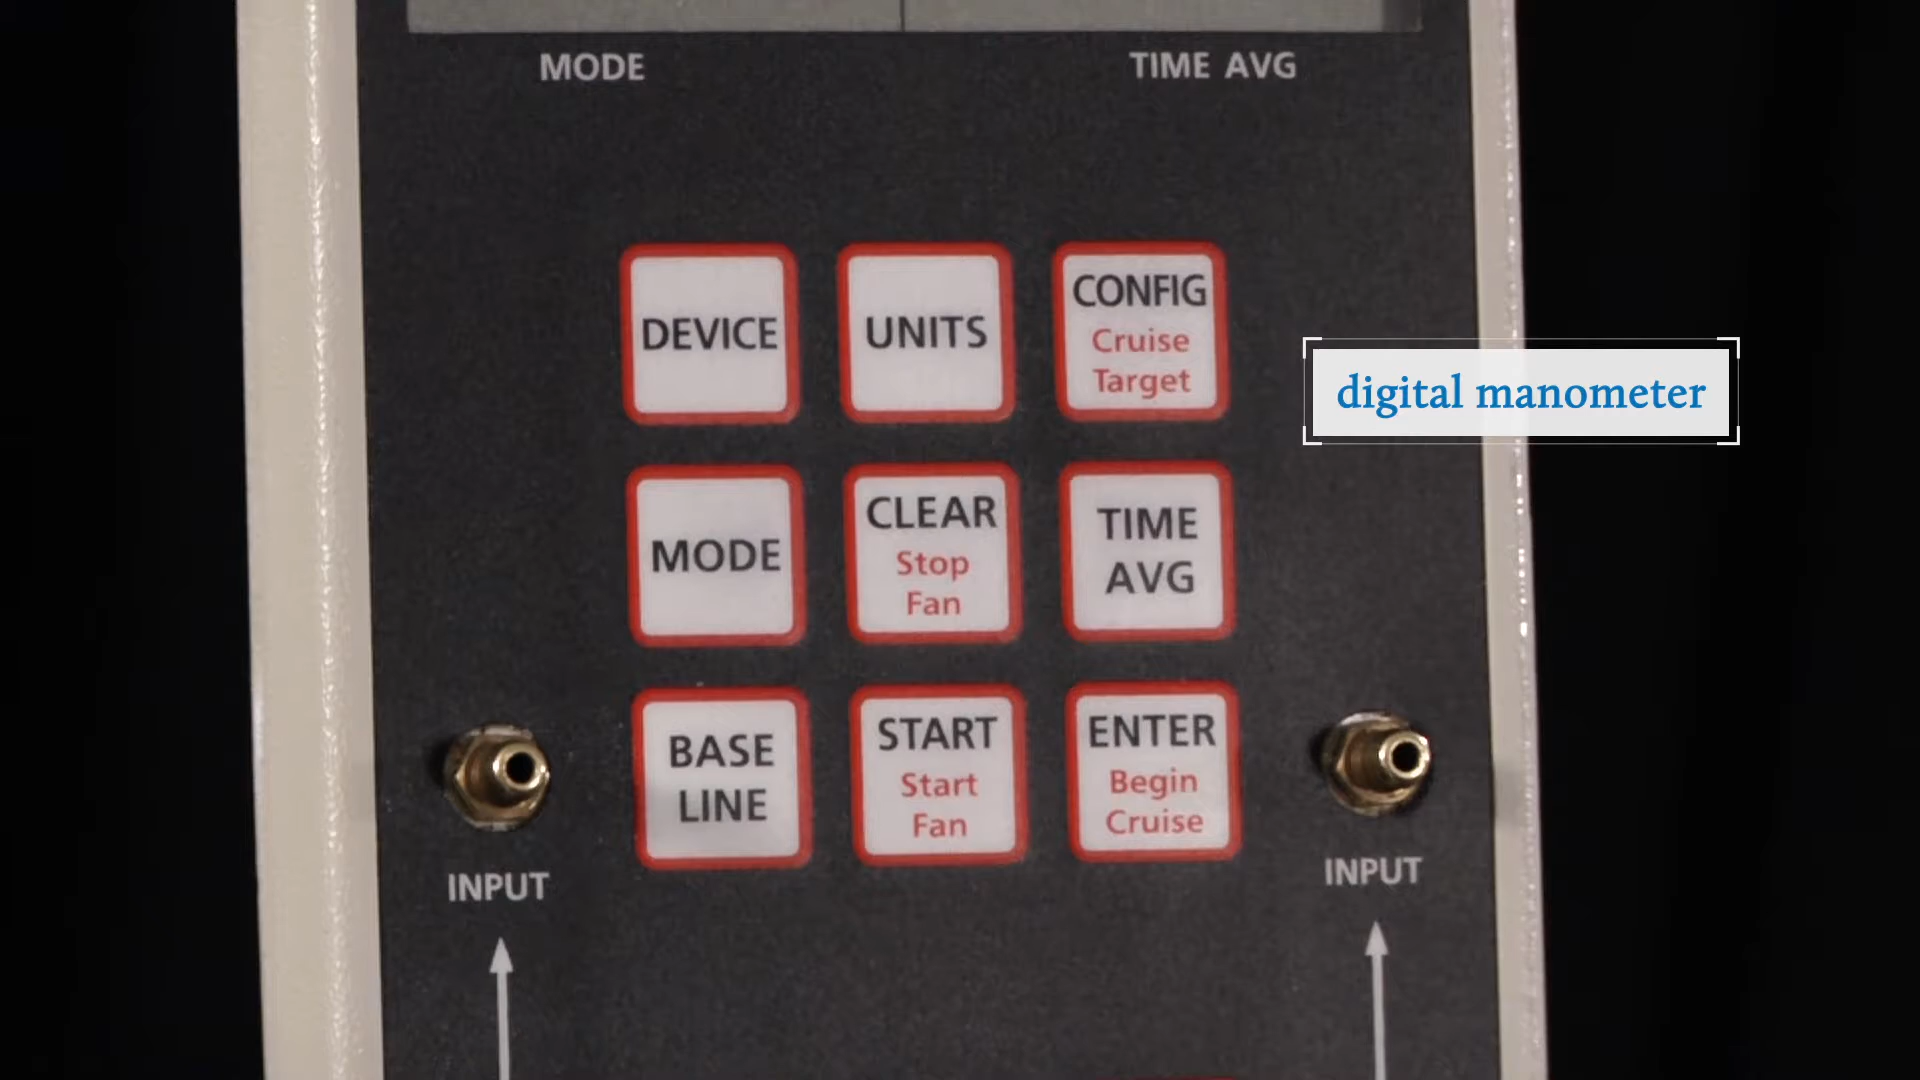 MODE
TIME AVG
DEVICE
UNITS
CONFIG
Cruise
Target
digital manometer
MODE
CLEAR
Stop
Fan
TIME
AVG
BASE
LINE
START
Start
Fan
ENTER
Begin
Cruise
INPUT
INPUT